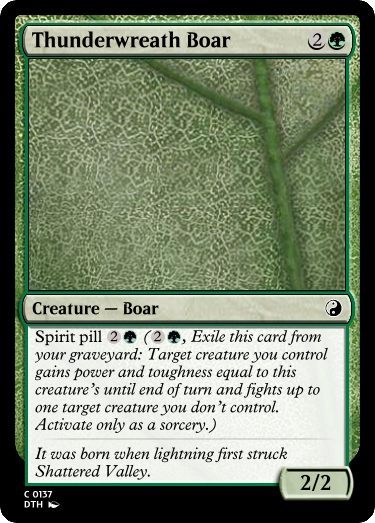 Thunderwreath Boar 2
Creature — Boar
Spirit pill 2 (2, Exile this card from
your graveyard: Target creature you control
gains power and toughness equal to this
creature's until end of turn and fights up to
one target creature you don't control.
Activate only as a sorcery.)
It was born when lightning first struck
Shattered Valley.
2/2
C 0137
DTH